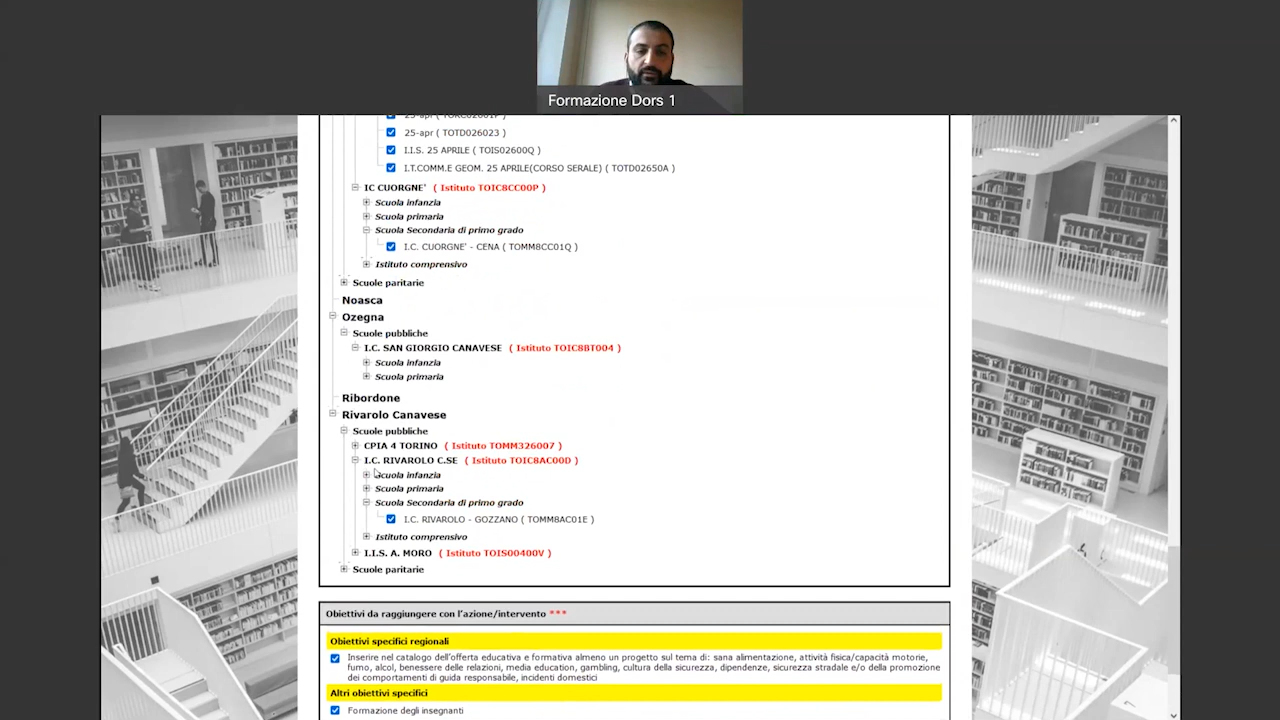 Formazione Dors 1
25-apr ( TORC02601P )
25-apr ( TOTD026023 )
I.I.S. 25 APRILE ( TOIS02600Q )
I.T.COMM.E GEOM. 25 APRILE(CORSO SERALE) ( TOTD02650A )
IC CUORGNE' ( Istituto TOIC8CC00P )
Scuola infanzia
Scuola primaria
Scuola Secondaria di primo grado
I.C. CUORGNE' - CENA ( TOMM8CC01Q )
Istituto comprensivo
Scuole paritarie
Noasca
Ozegna
Scuole pubbliche
I.C. SAN GIORGIO CANAVESE ( Istituto TOIC8BT004 )
Scuola infanzia
Scuola primaria
Ribordone
Rivarolo Canavese
Scuole pubbliche
CPIA 4 TORINO ( Istituto TOMM326007 )
I.C. RIVAROLO C.SE ( Istituto TOIC8AC00D )
Scuola infanzia
Scuola primaria
Scuola Secondaria di primo grado
I.C. RIVAROLO - GOZZANO ( TOMM8AC01E )
Istituto comprensivo
I.I.S. A. MORO ( Istituto TOIS00400V )
Scuole paritarie
Obiettivi da raggiungere con l'azione/intervento ***
Obiettivi specifici regionali
Inserire nel catalogo dell'offerta educativa e formativa almeno un progetto sul tema di: sana alimentazione, attività fisica/capacità motorie,
fumo, alcol, benessere delle relazioni, media education, gambling, cultura della sicurezza, dipendenze, sicurezza stradale e/o della promozione
dei comportamenti di guida responsabile, incidenti domestici
Altri obiettivi specifici
Formazione degli insegnanti